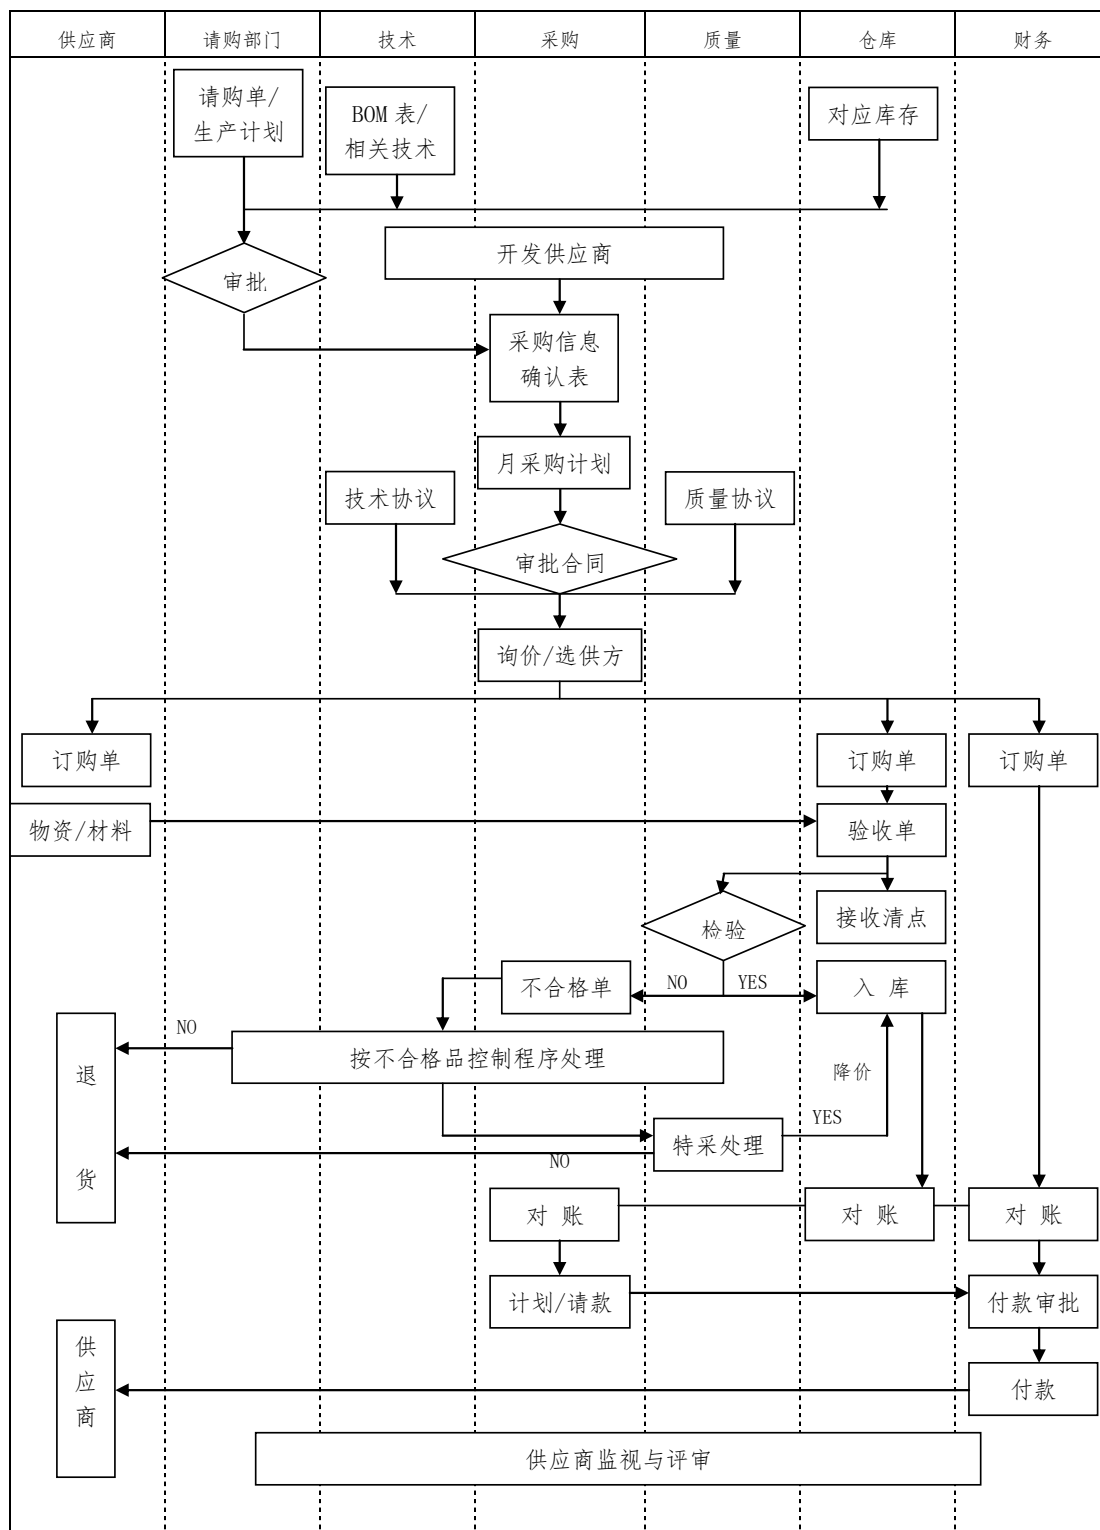 供应商
请购部门
技术
采购
质量
仓库
财务
请购单/
生产计划
BOM 表/
相关技术
对应库存
开发供应商
审批
采购信息
确认表
月采购计划
技术协议
质量协议
审批合同
询价/选供方
订购单
订购单
订购单
物资/材料
验收单
检验
接收清点
不合格单
NO
YES
入 库
NO
按不合格品控制程序处理
降价
退
货
特采处理
YES
NO
对 账
对 账
对 账
计划/请款
付款审批
供
应
商
付款
供应商监视与评审